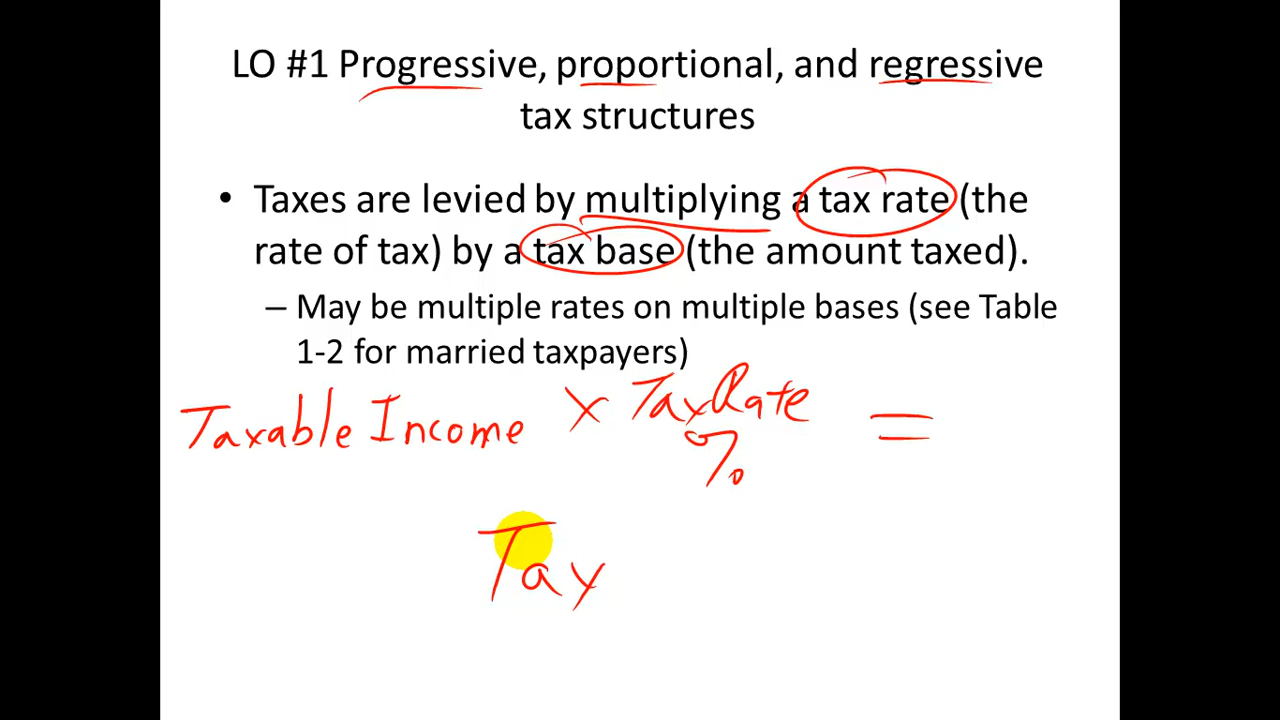 LO #1 Progressive, proportional, and regressive
tax structures
• Taxes are levied by multiplying a tax rate (the
rate of tax) by a tax base (the amount taxed).
– May be multiple rates on multiple bases (see Table
1-2 for married taxpayers)
Taxable Income × Tax Rate =
%
Tax